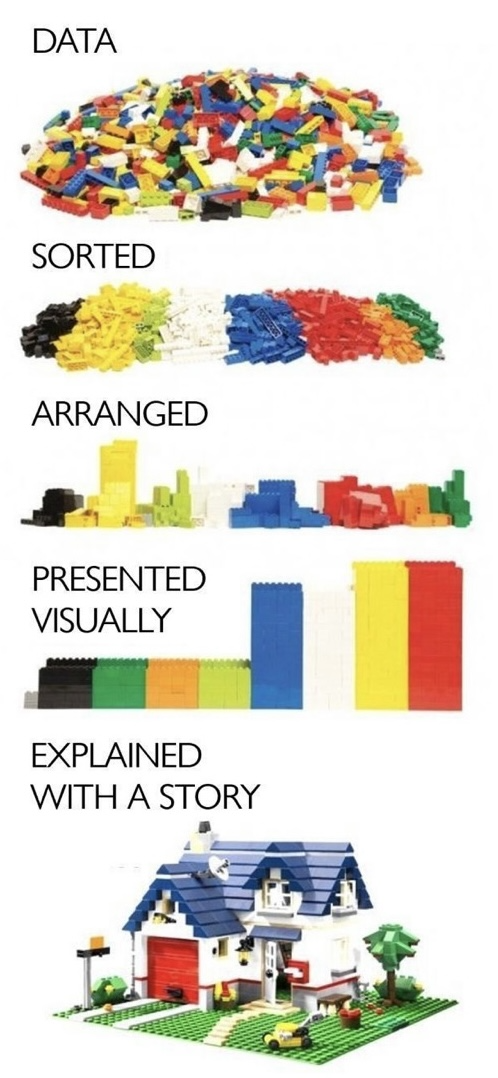 DATA
SORTED
ARRANGED
PRESENTED
VISUALLY
EXPLAINED
WITH A STORY